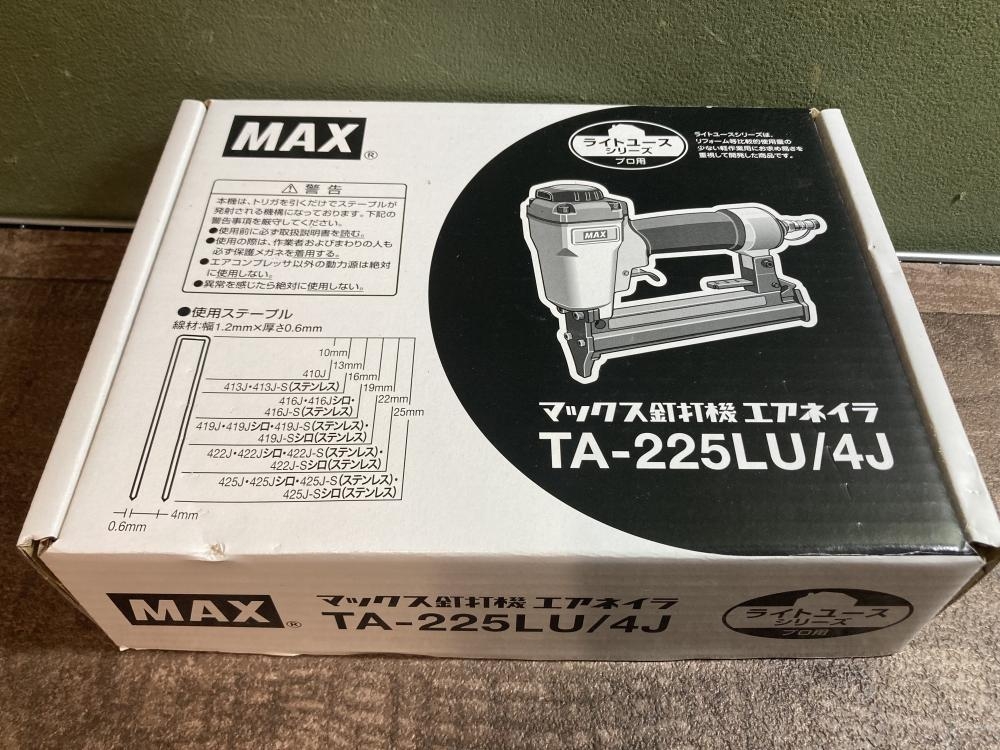 MAX®
⚠ 警告
本機は、トリガを引くだけでステープルが
発射される機構になっております。下記の
警告事項を厳守してください。
●使用前に必ず取扱説明書を読む。
●使用の際は、作業者およびまわりの人も
必ず保護メガネを着用する。
●エアコンプレッサ以外の動力源は絶対
に使用しない。
●異常を感じたら絶対に使用しない。
●使用ステープル
線材:幅1.2mm×厚さ0.6mm
10mm
410J
13mm
413J・413J-S(ステンレス)
16mm
416J・416Jシロ・
416J-S(ステンレス)
19mm
419J・419Jシロ・419J-S(ステンレス)・
419J-Sシロ(ステンレス)
22mm
422J・422Jシロ・422J-S(ステンレス)・
422J-Sシロ(ステンレス)
25mm
425J・425Jシロ・425J-S(ステンレス)・
425J-Sシロ(ステンレス)
4mm
0.6mm
ライトユース
シリーズ
プロ用
ライトユースシリーズは、
リフォーム等比較的使用量の
少ない軽作業用にお求め易さを
重視して開発した商品です。
MAX
マックス釘打機 エアネイラ
TA-225LU/4J
MAX®
マックス釘打機 エアネイラ
TA-225LU/4J
ライトユース
シリーズ
プロ用